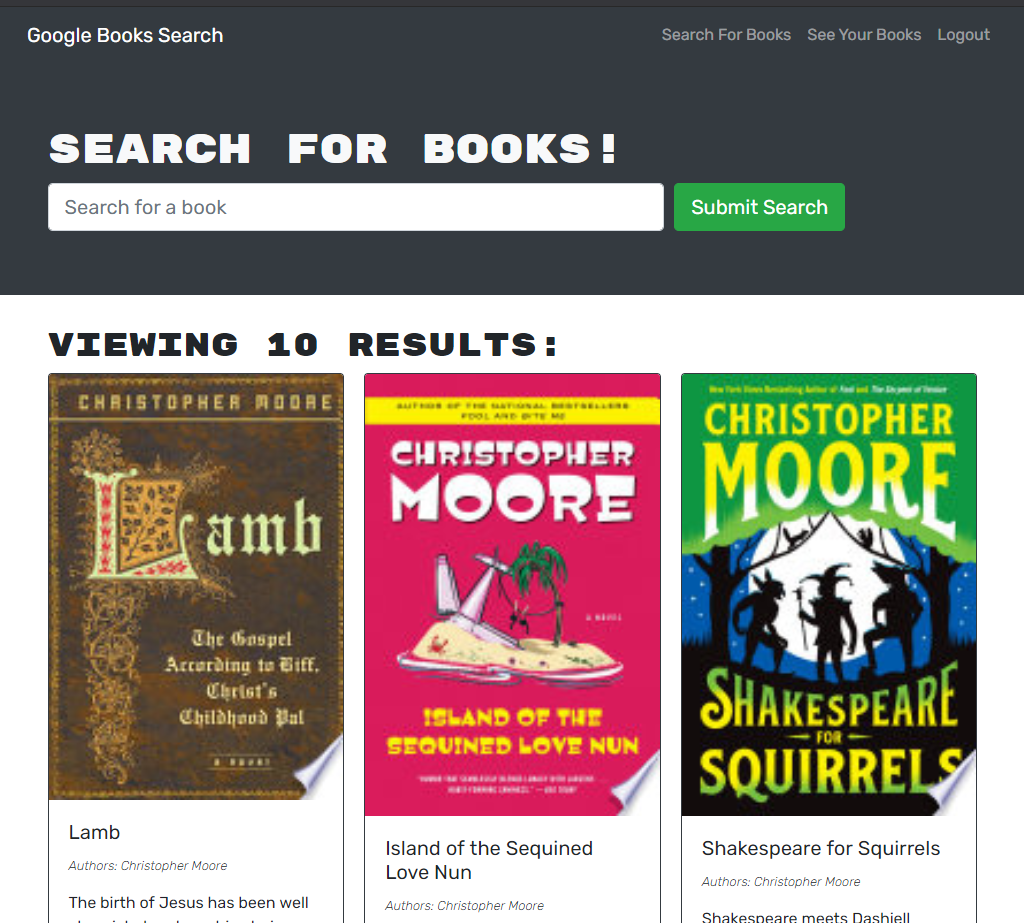 Google Books Search
Search For Books
See Your Books
Logout
SEARCH FOR BOOKS!
Search for a book
Submit Search
VIEWING 10 RESULTS:
CHRISTOPHER MOORE
Lamb
The Gospel
According to Biff,
Christ's
Childhood Pal
A NOVEL
Lamb
Authors: Christopher Moore
The birth of Jesus has been well
AUTHOR OF THE NATIONAL BESTSELLERS
FOOL AND BITE ME
CHRISTOPHER
MOORE
A NOVEL
ISLAND OF THE
SEQUINED LOVE NUN
Island of the Sequined
Love Nun
Authors: Christopher Moore
New York Times Bestselling Author of Fool and The Serpent of Venice
CHRISTOPHER
MOORE
SHAKESPEARE
FOR
SQUIRRELS
Shakespeare for Squirrels
Authors: Christopher Moore
Shakespeare meets Dashiell